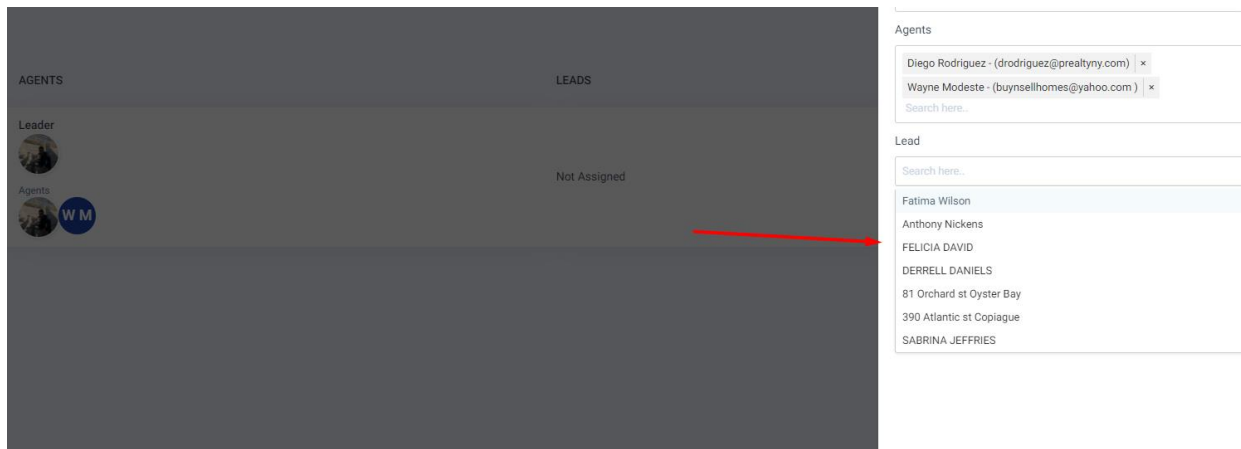 AGENTS
LEADS
Leader
Agents
W M
Not Assigned
Agents
Diego Rodriguez - (drodriguez@prealtyny.com) ×
Wayne Modeste - (buynsellhomes@yahoo.com ) ×
Search here..
Lead
Search here..
Fatima Wilson
Anthony Nickens
FELICIA DAVID
DERRELL DANIELS
81 Orchard st Oyster Bay
390 Atlantic st Copiague
SABRINA JEFFRIES